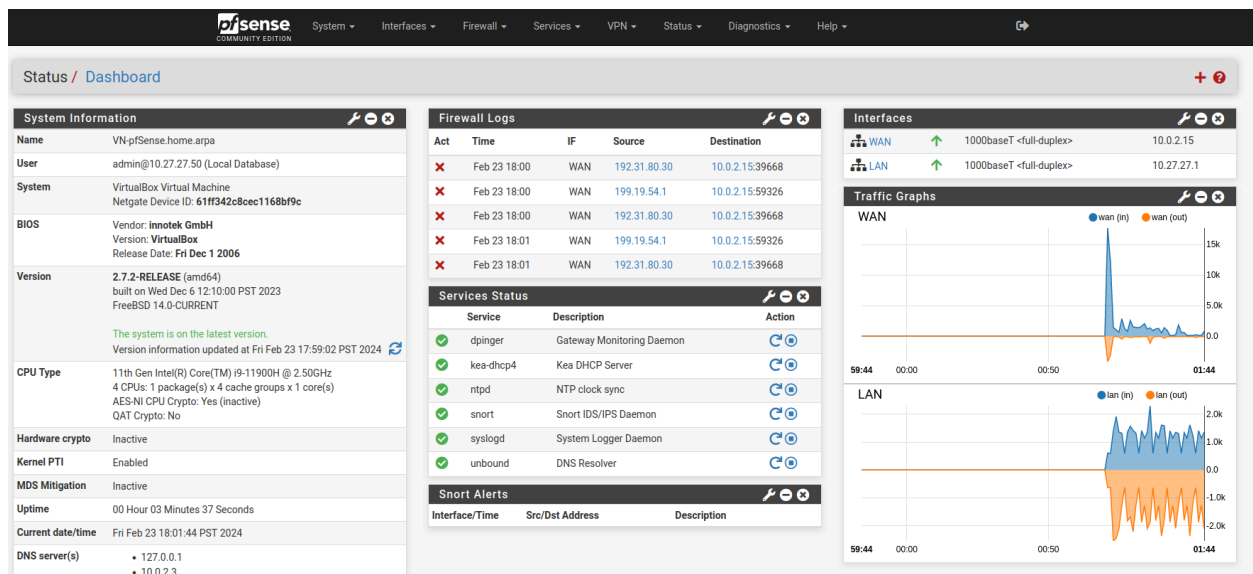 pfsense
COMMUNITY EDITION
System Interfaces Firewall Services VPN Status Diagnostics Help
Status / Dashboard
System Information
Name VN-pfSense.home.arpa
User admin@10.27.27.50 (Local Database)
System VirtualBox Virtual Machine
Netgate Device ID: 61ff342c8cec1168bf9c
BIOS Vendor: innotek GmbH
Version: VirtualBox
Release Date: Fri Dec 1 2006
Version 2.7.2-RELEASE (amd64)
built on Wed Dec 6 12:10:00 PST 2023
FreeBSD 14.0-CURRENT
The system is on the latest version.
Version information updated at Fri Feb 23 17:59:02 PST 2024
CPU Type 11th Gen Intel(R) Core(TM) i9-11900H @ 2.50GHz
4 CPUs: 1 package(s) x 4 cache groups x 1 core(s)
AES-NI CPU Crypto: Yes (inactive)
QAT Crypto: No
Hardware crypto Inactive
Kernel PTI Enabled
MDS Mitigation Inactive
Uptime 00 Hour 03 Minutes 37 Seconds
Current date/time Fri Feb 23 18:01:44 PST 2024
DNS server(s) • 127.0.0.1
• 10.0.2.3
Firewall Logs
Act Time IF Source Destination
Feb 23 18:00 WAN 192.31.80.30 10.0.2.15:39668
Feb 23 18:00 WAN 199.19.54.1 10.0.2.15:59326
Feb 23 18:00 WAN 192.31.80.30 10.0.2.15:39668
Feb 23 18:01 WAN 199.19.54.1 10.0.2.15:59326
Feb 23 18:01 WAN 192.31.80.30 10.0.2.15:39668
Services Status
Service Description Action
dpinger Gateway Monitoring Daemon
kea-dhcp4 Kea DHCP Server
ntpd NTP clock sync
snort Snort IDS/IPS Daemon
syslogd System Logger Daemon
unbound DNS Resolver
Snort Alerts
Interface/Time Src/Dst Address Description
Interfaces
WAN 1000baseT <full-duplex> 10.0.2.15
LAN 1000baseT <full-duplex> 10.27.27.1
Traffic Graphs
WAN wan (in) wan (out)
15k
10k
5.0k
0.0
59:44 00:00 00:50 01:44
LAN lan (in) lan (out)
2.0k
1.0k
0.0
-1.0k
-2.0k
59:44 00:00 00:50 01:44